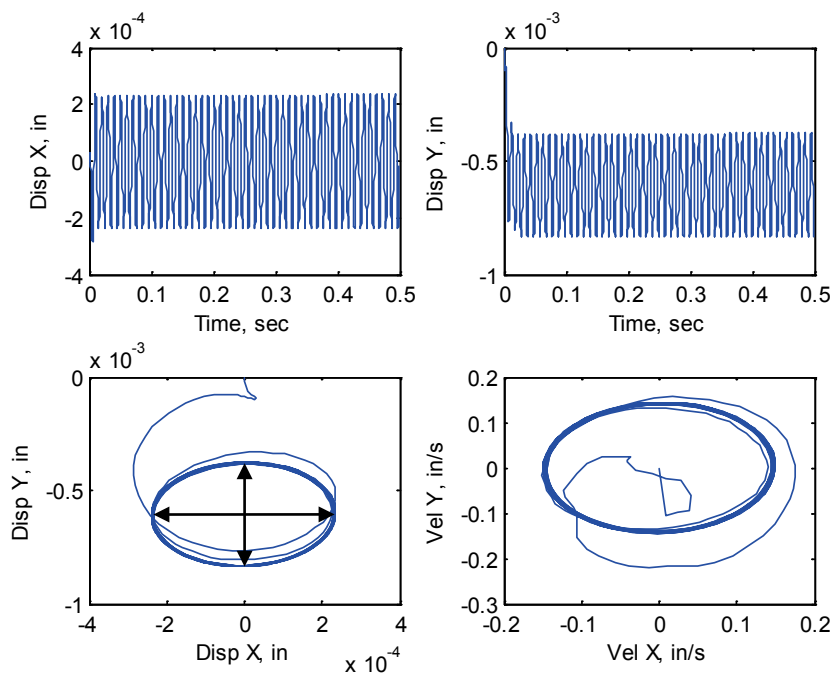 x 10-4
4
2
0
-2
-4
Disp X, in
0 0.1 0.2 0.3 0.4 0.5
Time, sec
x 10-3
0
-0.5
-1
Disp Y, in
0 0.1 0.2 0.3 0.4 0.5
Time, sec
x 10-3
0
-0.5
-1
Disp Y, in
-4 -2 0 2 4
Disp X, in
x 10-4
0.2
0.1
0
-0.1
-0.2
-0.3
Vel Y, in/s
-0.2 -0.1 0 0.1 0.2
Vel X, in/s